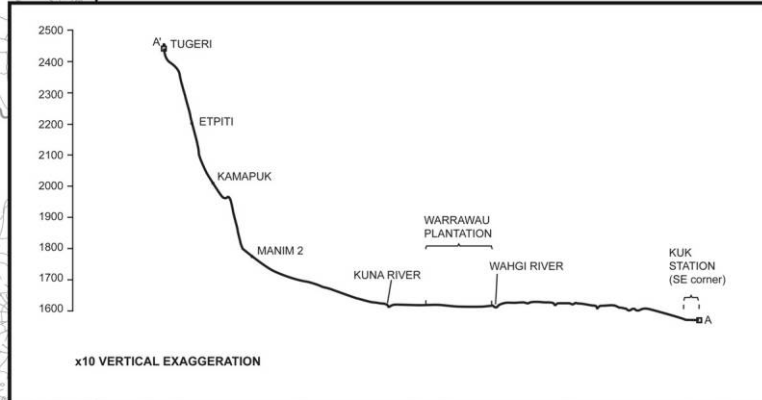 2500
2400
2300
2200
2100
2000
1900
1800
1700
1600
A' TUGERI
ETPITI
KAMAPUK
MANIM 2
KUNA RIVER
WARRAWAU
PLANTATION
WAHGI RIVER
KUK
STATION
(SE corner)
A
x10 VERTICAL EXAGGERATION